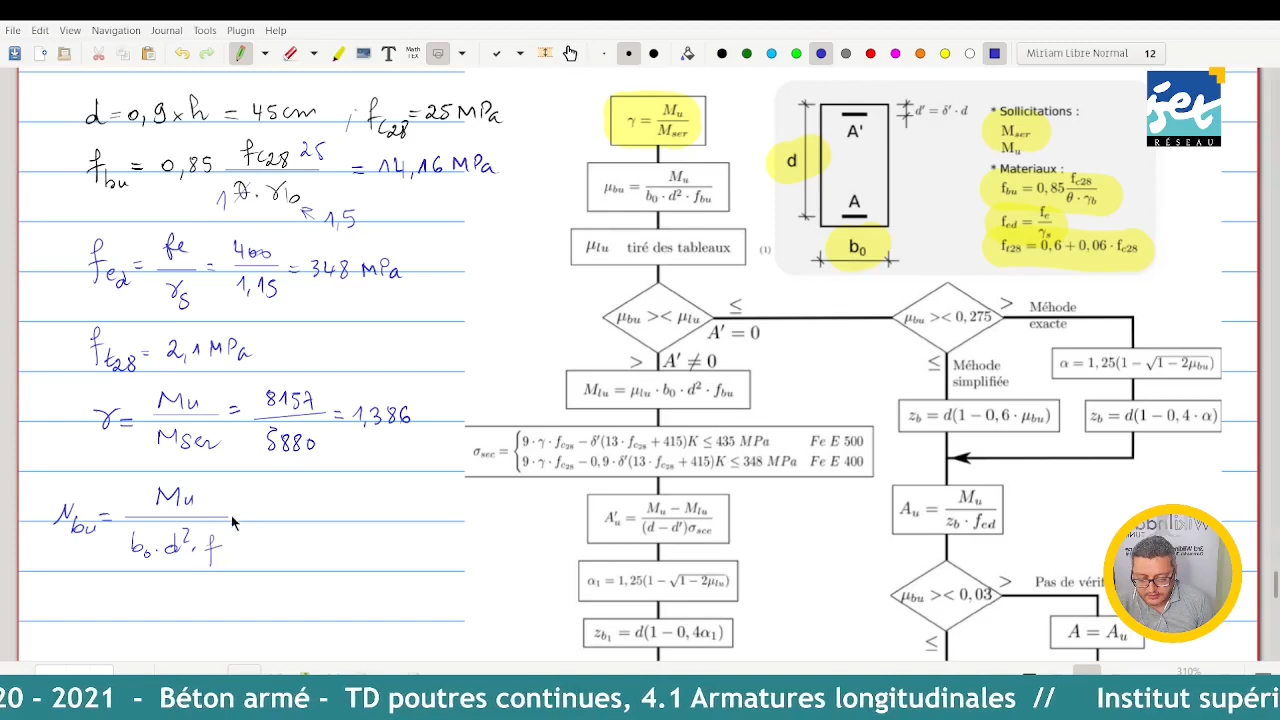 File Edit View Navigation Journal Tools Plugin Help
Miriam Libre Normal 12
d = 0,9 x h = 45 cm ; fc28 = 25 MPa
fbu = 0,85 fc28 25 / 1 θ . γb = 14,16 MPa
1,5
fed = fe / γs = 400 / 1,15 = 348 MPa
ft28 = 2,1 MPa
γ = Mu / Mser = 8157 / 5880 = 1,386
μbu = Mu / b0 . d² . f
γ = Mu / Mser
μbu = Mu / b0 · d² · fbu
μlu tiré des tableaux (1)
μbu >< μlu
≤
A' = 0
> A' ≠ 0
Mlu = μlu · b0 · d² · fbu
σsec = { 9 · γ · fc28 − δ'(13 · fc28 + 415)K ≤ 435 MPa Fe E 500
9 · γ · fc28 − 0,9 · δ'(13 · fc28 + 415)K ≤ 348 MPa Fe E 400
A'u = Mu − Mlu / (d − d')σsce
α1 = 1,25(1 − √1 − 2μlu)
zb1 = d(1 − 0,4α1)
d' = δ' · d
A'
d
A
b0
* Sollicitations :
Mser
Mu
* Materiaux :
fbu = 0,85 fc28 / θ · γb
fed = fe / γs
ft28 = 0,6 + 0,06 · fc28
iset
RÉSEAU
μbu >< 0,275
> Méhode
exacte
≤ Méhode
simplifiée
α = 1,25(1 − √1 − 2μbu)
zb = d(1 − 0,6 · μbu)
zb = d(1 − 0,4 · α)
Au = Mu / zb · fed
μbu >< 0,03
> Pas de vérif
≤
A = Au
310%
20 - 2021 - Béton armé - TD poutres continues, 4.1 Armatures longitudinales // Institut supéri